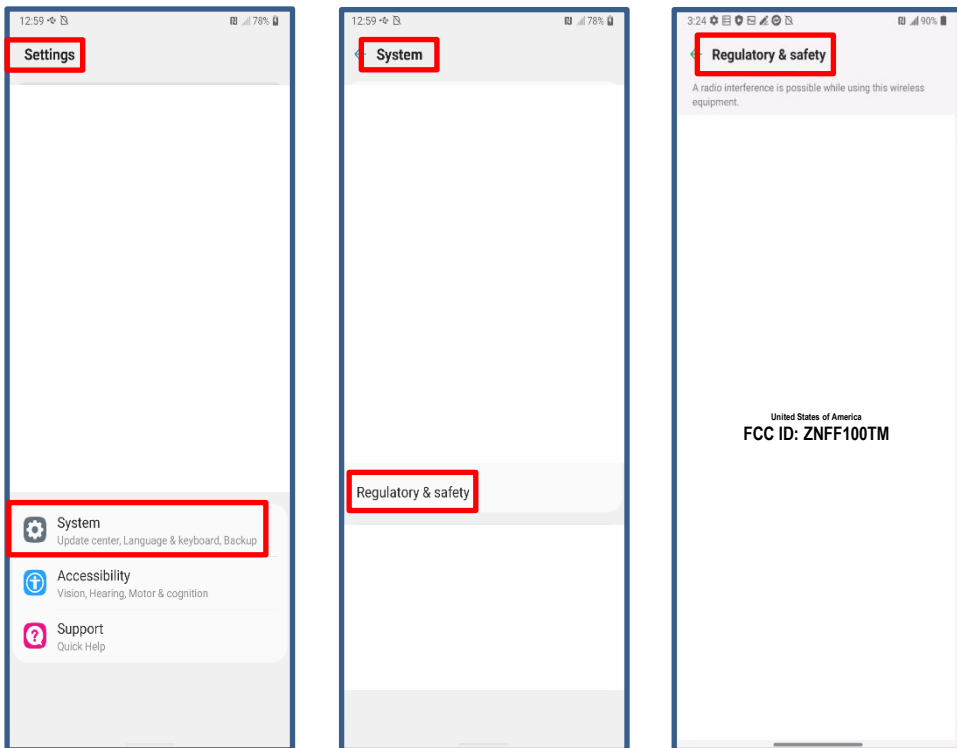 12:59 78%
Settings
System
Update center, Language & keyboard, Backup
Accessibility
Vision, Hearing, Motor & cognition
Support
Quick Help
12:59 78%
System
Regulatory & safety
3:24 90%
Regulatory & safety
A radio interference is possible while using this wireless
equipment.
United States of America
FCC ID: ZNFF100TM